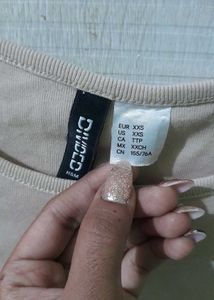 DIVIDED
H&M
EUR XXS
US XXS
CA TTP
MX XXCH
CN 155/76A